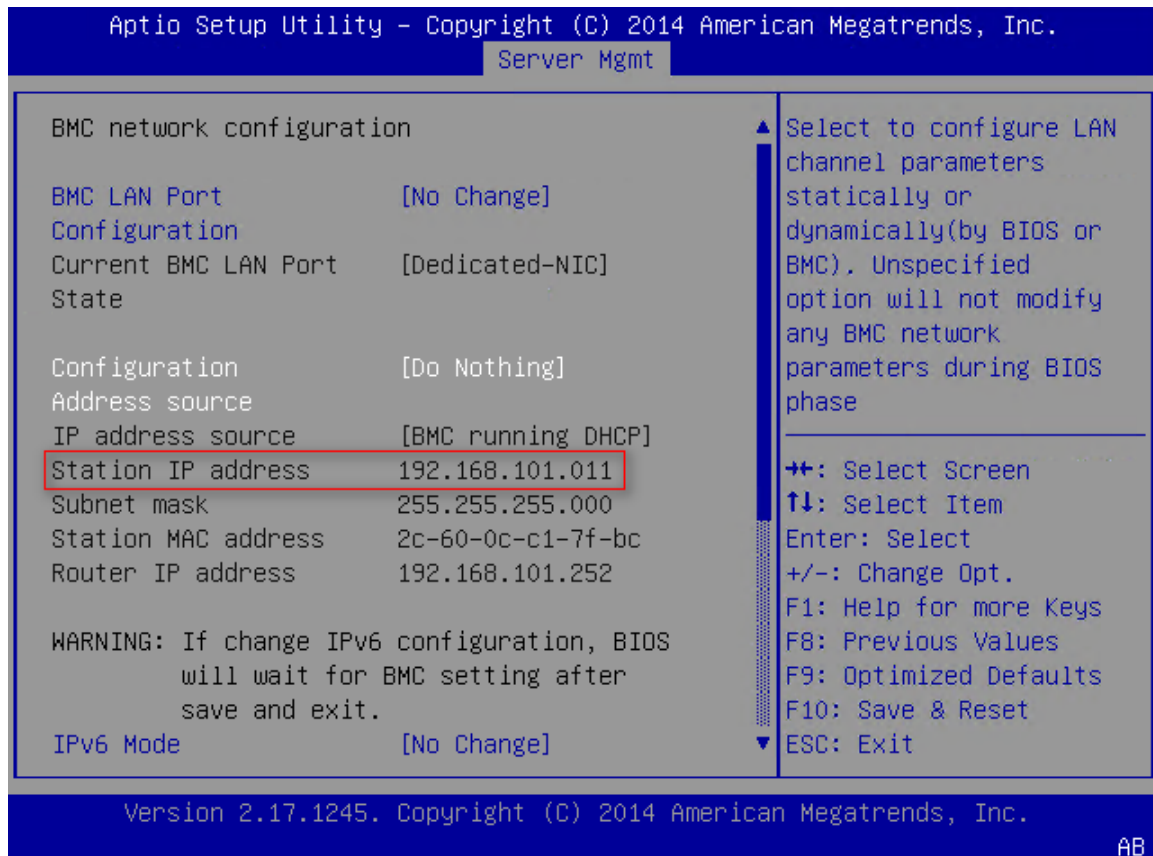 Aptio Setup Utility – Copyright (C) 2014 American Megatrends, Inc.
Server Mgmt
BMC network configuration
BMC LAN Port [No Change]
Configuration
Current BMC LAN Port [Dedicated-NIC]
State
Configuration [Do Nothing]
Address source
IP address source [BMC running DHCP]
Station IP address 192.168.101.011
Subnet mask 255.255.255.000
Station MAC address 2c-60-0c-c1-7f-bc
Router IP address 192.168.101.252
WARNING: If change IPv6 configuration, BIOS
will wait for BMC setting after
save and exit.
IPv6 Mode [No Change]
Select to configure LAN
channel parameters
statically or
dynamically(by BIOS or
BMC). Unspecified
option will not modify
any BMC network
parameters during BIOS
phase
→←: Select Screen
↑↓: Select Item
Enter: Select
+/-: Change Opt.
F1: Help for more Keys
F8: Previous Values
F9: Optimized Defaults
F10: Save & Reset
ESC: Exit
Version 2.17.1245. Copyright (C) 2014 American Megatrends, Inc.
AB